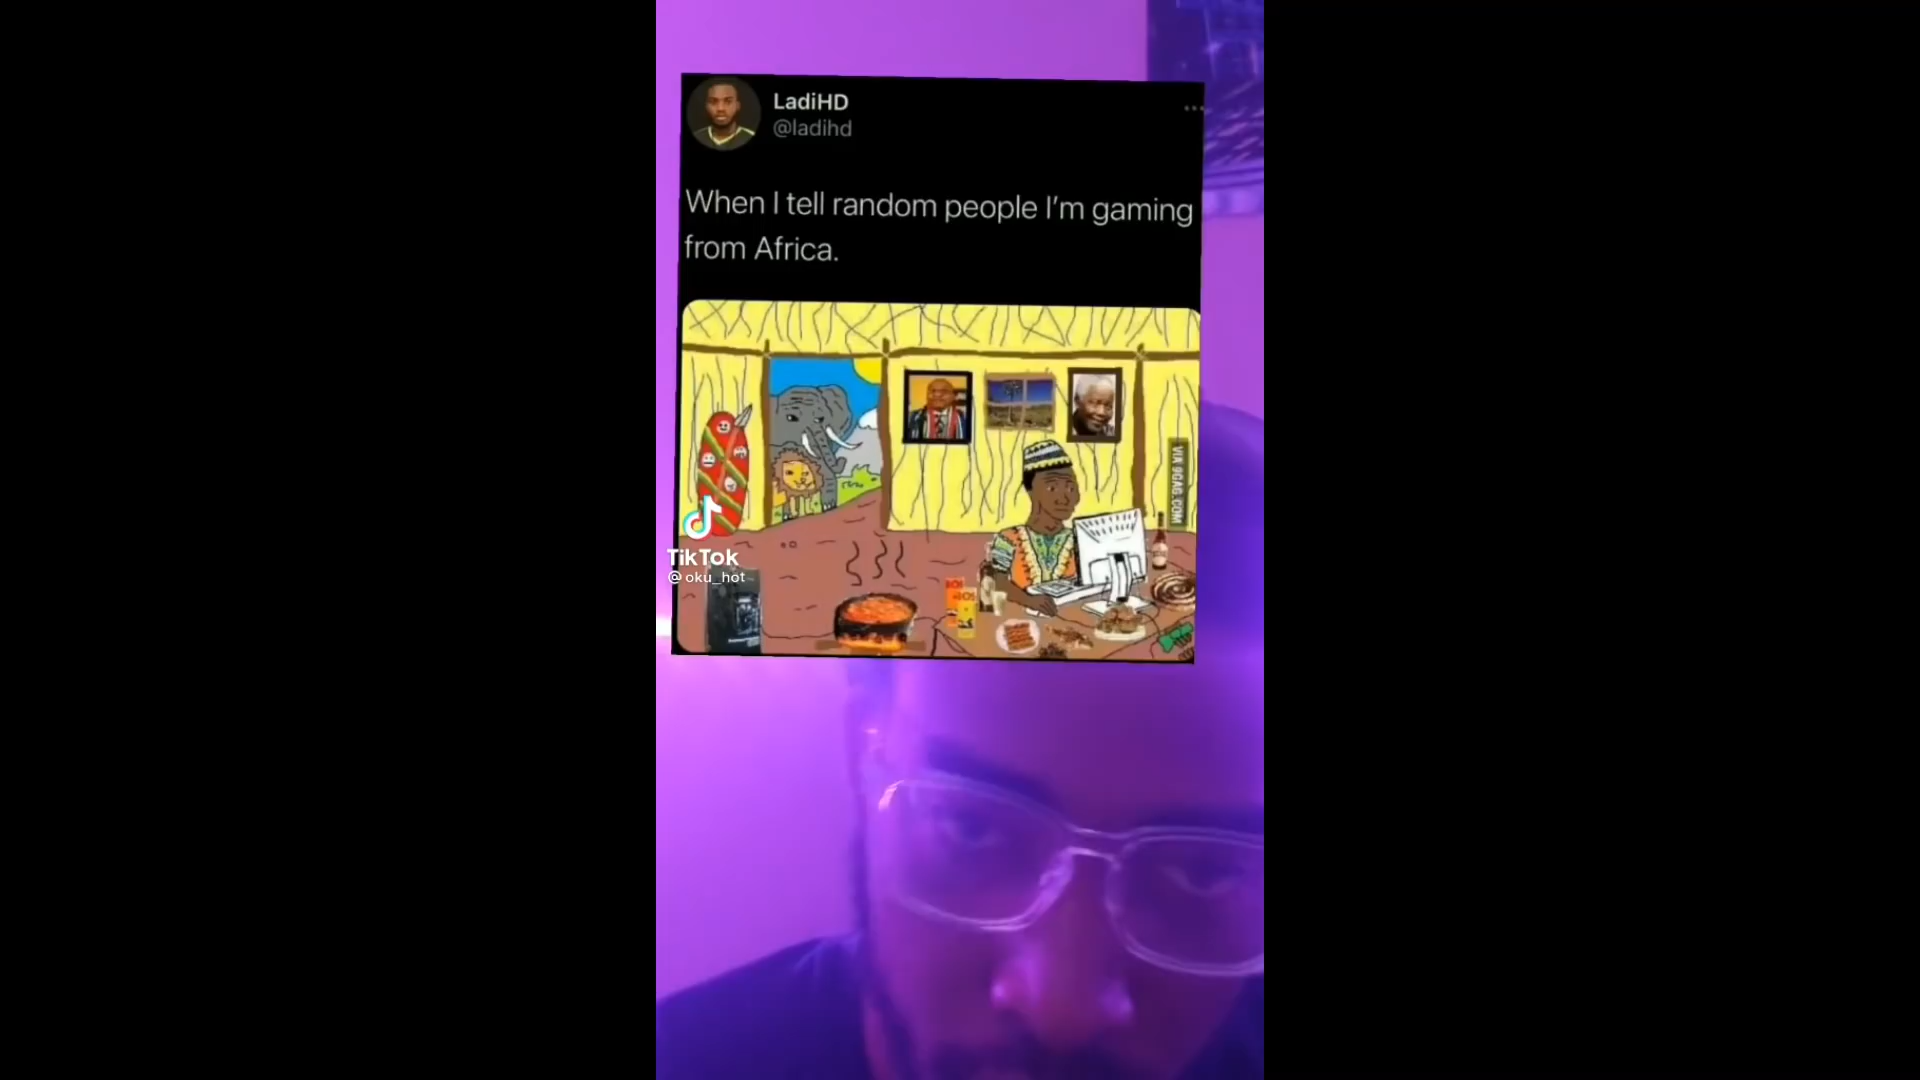 LadiHD
@ladihd
When I tell random people I'm gaming
from Africa.
VIA 9GAG.COM
TikTok
@oku_hot